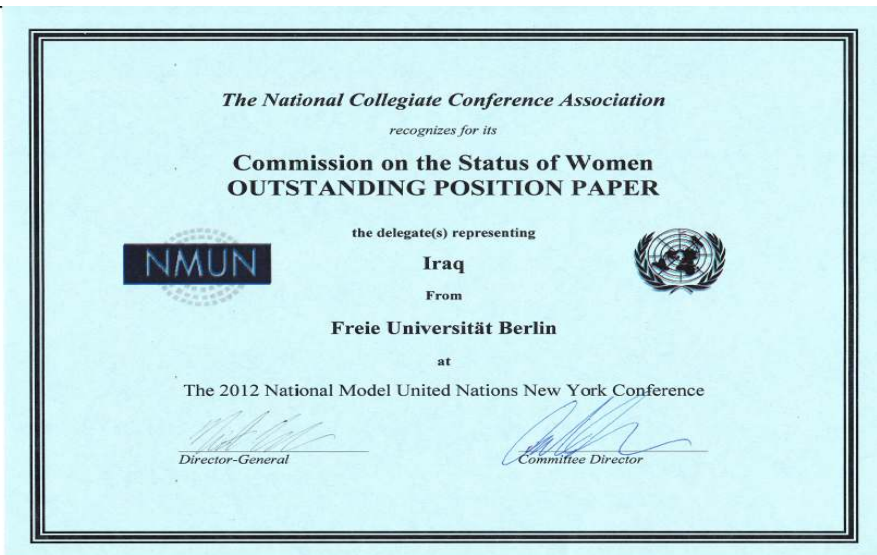 The National Collegiate Conference Association
recognizes for its
Commission on the Status of Women
OUTSTANDING POSITION PAPER
the delegate(s) representing
NMUN
Iraq
From
Freie Universität Berlin
at
The 2012 National Model United Nations New York Conference
Director-General
Committee Director